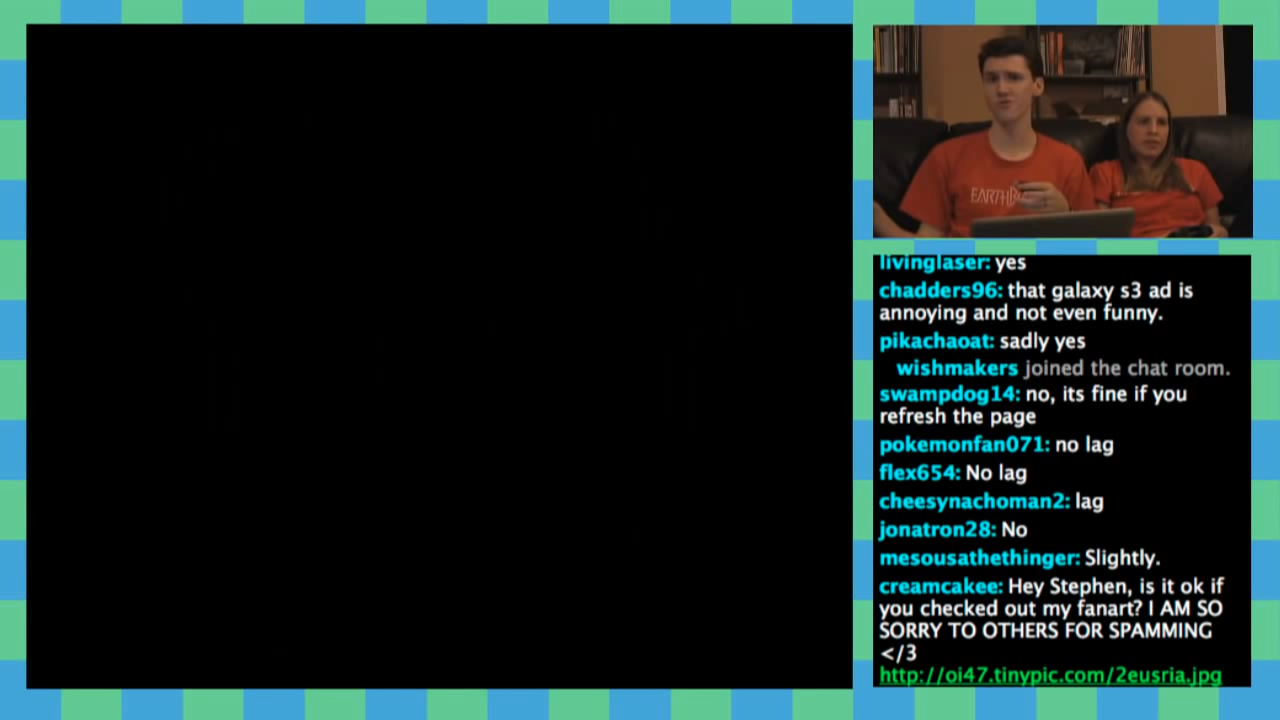 EARTHB
livinglaser: yes
chadders96: that galaxy s3 ad is
annoying and not even funny.
pikachaoat: sadly yes
wishmakers joined the chat room.
swampdog14: no, its fine if you
refresh the page
pokemonfan071: no lag
flex654: No lag
cheesynachoman2: lag
jonatron28: No
mesousathethinger: Slightly.
creamcakee: Hey Stephen, is it ok if
you checked out my fanart? I AM SO
SORRY TO OTHERS FOR SPAMMING
</3
http://oi47.tinypic.com/2eusria.jpg